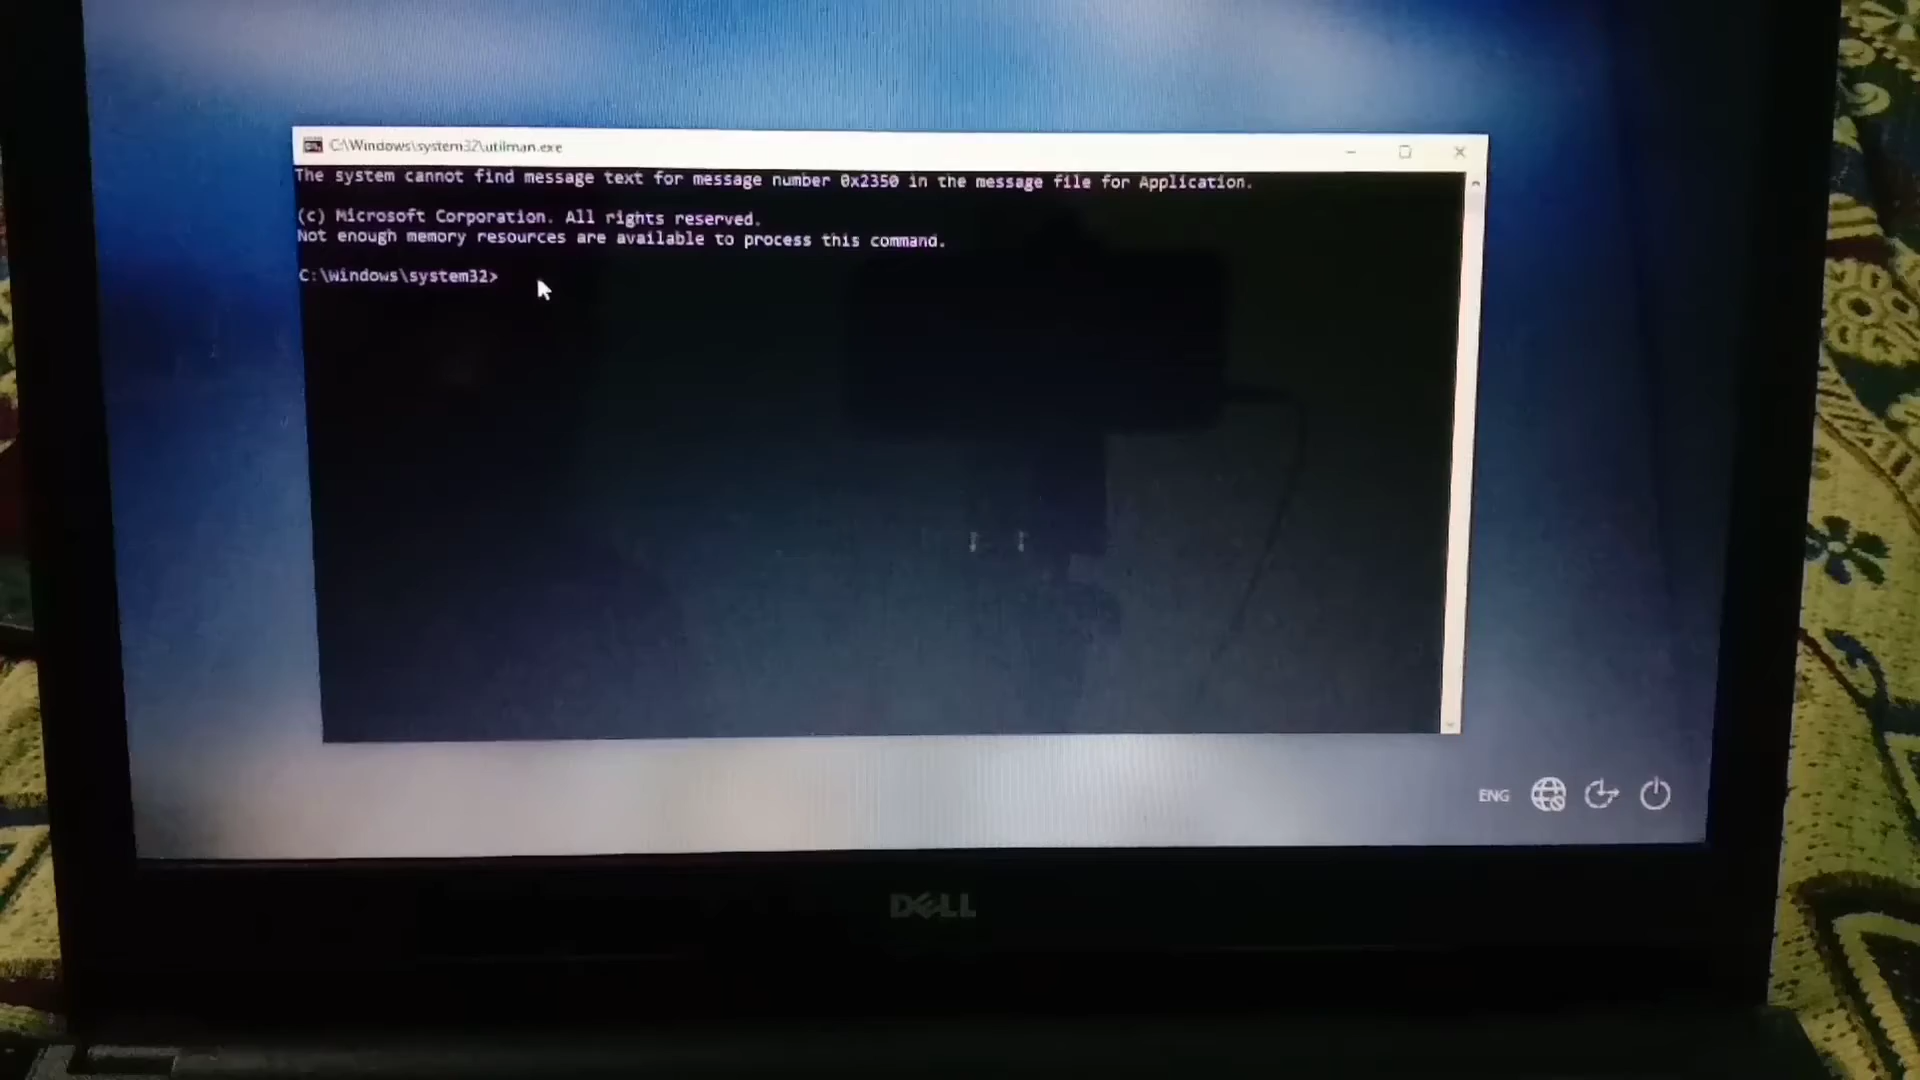 C:\Windows\system32\utilman.exe
The system cannot find message text for message number 0x2350 in the message file for Application.
(c) Microsoft Corporation. All rights reserved.
Not enough memory resources are available to process this command.
C:\Windows\system32>
ENG
DELL